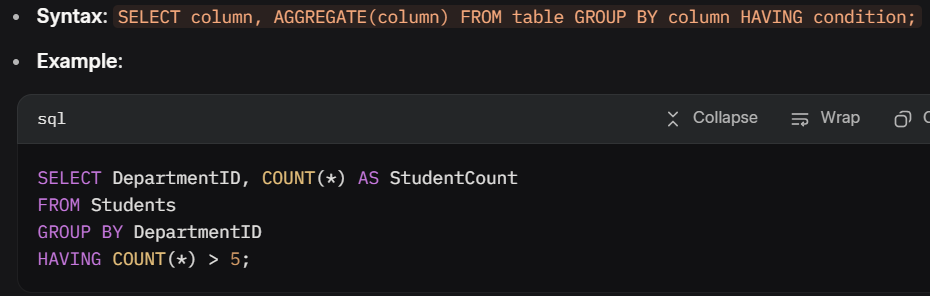 Syntax: SELECT column, AGGREGATE(column) FROM table GROUP BY column HAVING condition;
Example:
sql Collapse Wrap
SELECT DepartmentID, COUNT(*) AS StudentCount
FROM Students
GROUP BY DepartmentID
HAVING COUNT(*) > 5;